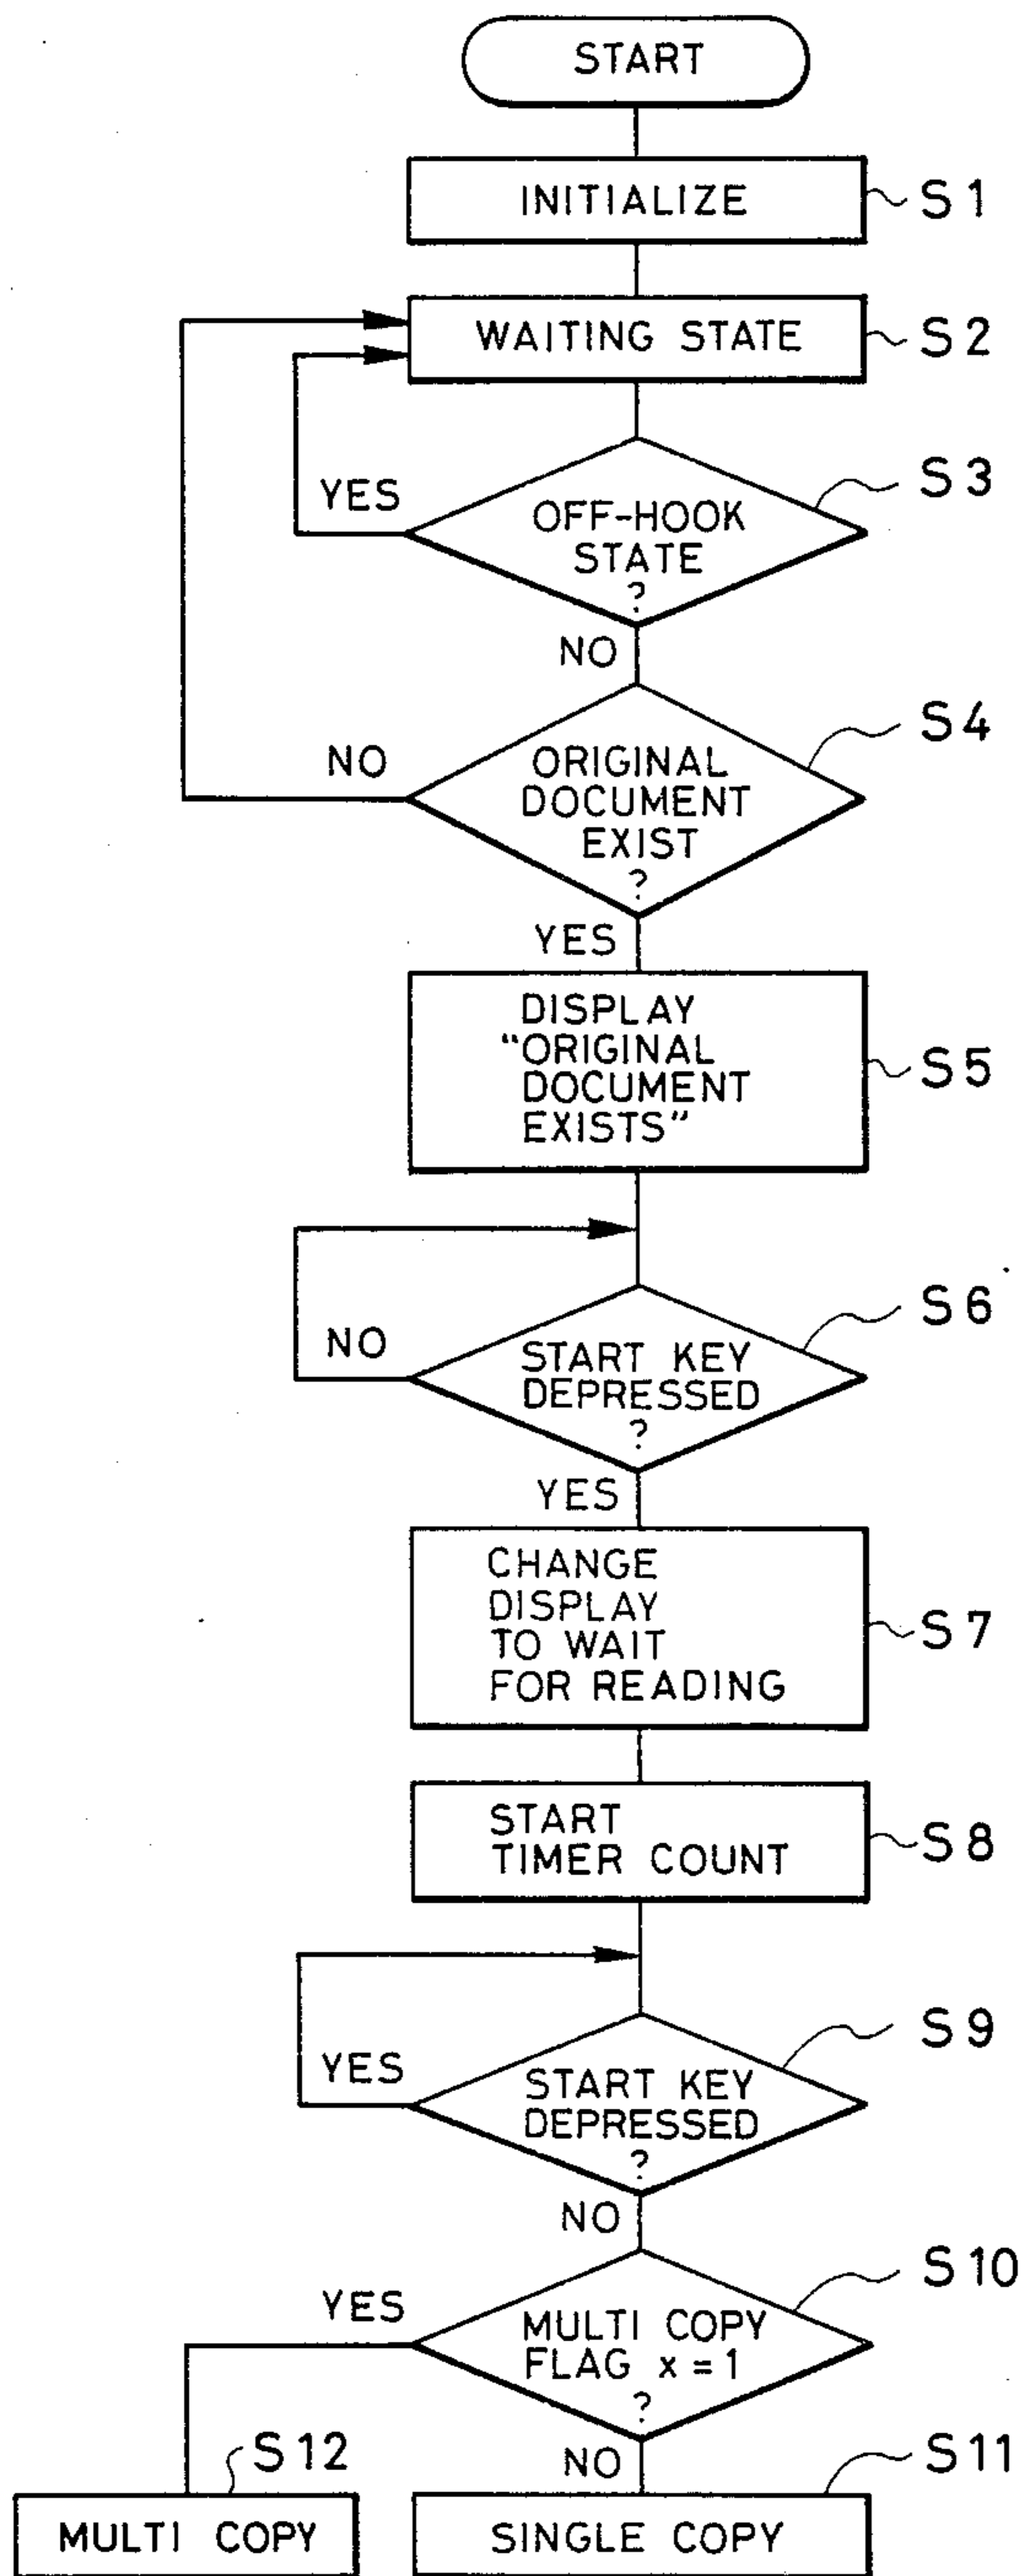 START
INITIALIZE
S1
WAITING STATE
S2
S3
YES
OFF-HOOK
STATE
?
NO
S4
NO
ORIGINAL
DOCUMENT
EXIST
?
YES
DISPLAY
"ORIGINAL
DOCUMENT
EXISTS"
S5
S6
NO
START KEY
DEPRESSED
?
YES
CHANGE
DISPLAY
TO WAIT
FOR READING
S7
START
TIMER COUNT
S8
S9
YES
START KEY
DEPRESSED
?
NO
S10
YES
MULTI COPY
FLAG x = 1
?
NO
S12
S11
MULTI COPY
SINGLE COPY